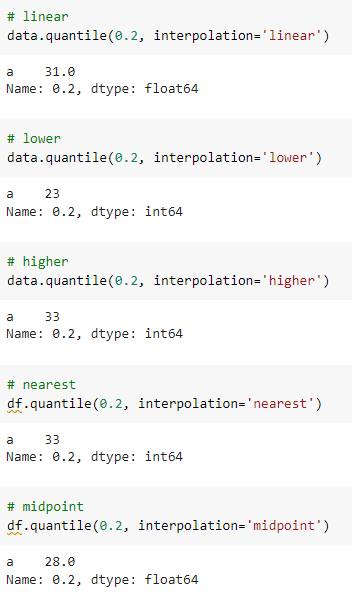 # linear
data.quantile(0.2, interpolation='linear')
a    31.0
Name: 0.2, dtype: float64
# lower
data.quantile(0.2, interpolation='lower')
a    23
Name: 0.2, dtype: int64
# higher
data.quantile(0.2, interpolation='higher')
a    33
Name: 0.2, dtype: int64
# nearest
df.quantile(0.2, interpolation='nearest')
a    33
Name: 0.2, dtype: int64
# midpoint
df.quantile(0.2, interpolation='midpoint')
a    28.0
Name: 0.2, dtype: float64